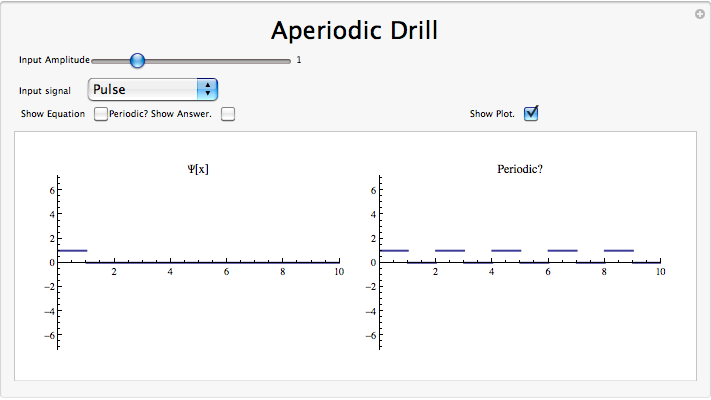 Aperiodic Drill
Input Amplitude 1
Input signal Pulse
Show Equation Periodic? Show Answer. Show Plot.
Ψ[x] Periodic?
6 6
4 4
2 2
0 2 4 6 8 10 0 2 4 6 8 10
−2 −2
−4 −4
−6 −6